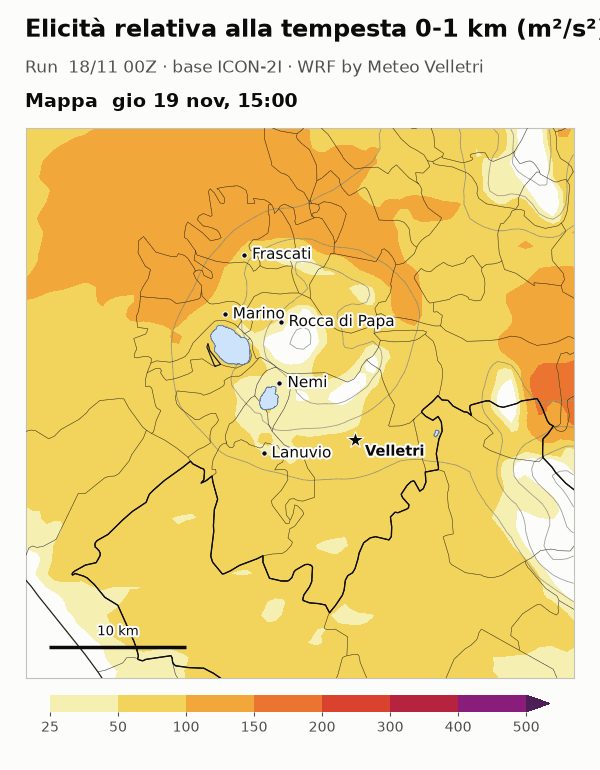 Elicità relativa alla tempesta 0-1 km (m²/s²)
Run  18/11 00Z · base ICON-2I · WRF by Meteo Velletri
Mappa  gio 19 nov, 15:00
Frascati
Marino
Rocca di Papa
Nemi
Velletri
Lanuvio
10 km
25 50 100 150 200 300 400 500